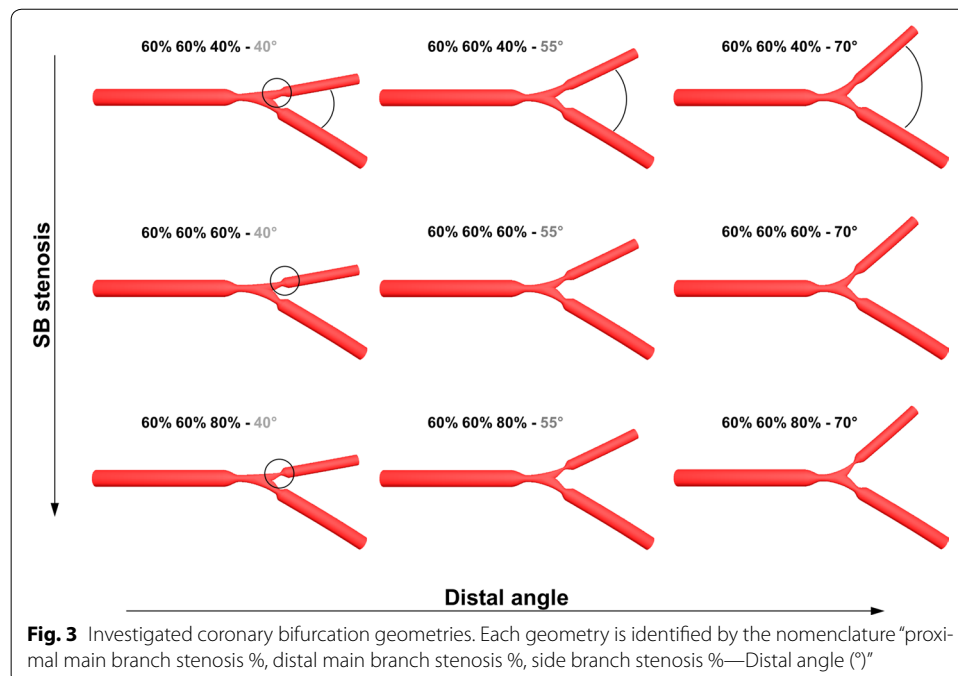 60% 60% 40% - 40°
60% 60% 40% - 55°
60% 60% 40% - 70°
60% 60% 60% - 40°
60% 60% 60% - 55°
60% 60% 60% - 70°
60% 60% 80% - 40°
60% 60% 80% - 55°
60% 60% 80% - 70°
SB stenosis
Distal angle
Fig. 3 Investigated coronary bifurcation geometries. Each geometry is identified by the nomenclature “proxi-
mal main branch stenosis %, distal main branch stenosis %, side branch stenosis %—Distal angle (°)”